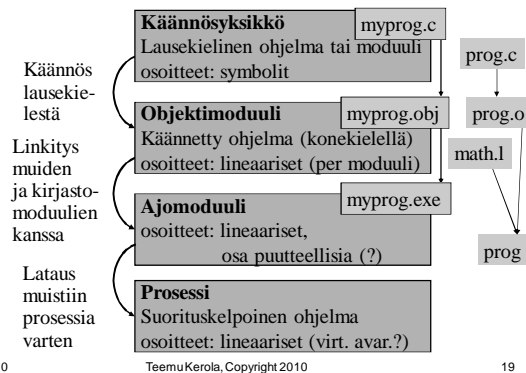 Käännösyksikkö
myprog.c
Lausekielinen ohjelma tai moduuli
osoitteet: symbolit
prog.c
Käännös
lausekie-
lestä
Objektimoduuli
myprog.obj
prog.o
Käännetty ohjelma (konekielellä)
osoitteet: lineaariset (per moduuli)
math.l
Linkitys
muiden
ja kirjasto-
moduulien
kanssa
Ajomoduuli
myprog.exe
osoitteet: lineaariset,
osa puutteellisia (?)
prog
Lataus
muistiin
prosessia
varten
Prosessi
Suorituskelpoinen ohjelma
osoitteet: lineaariset (virt. avar.?)
0
Teemu Kerola, Copyright 2010
19